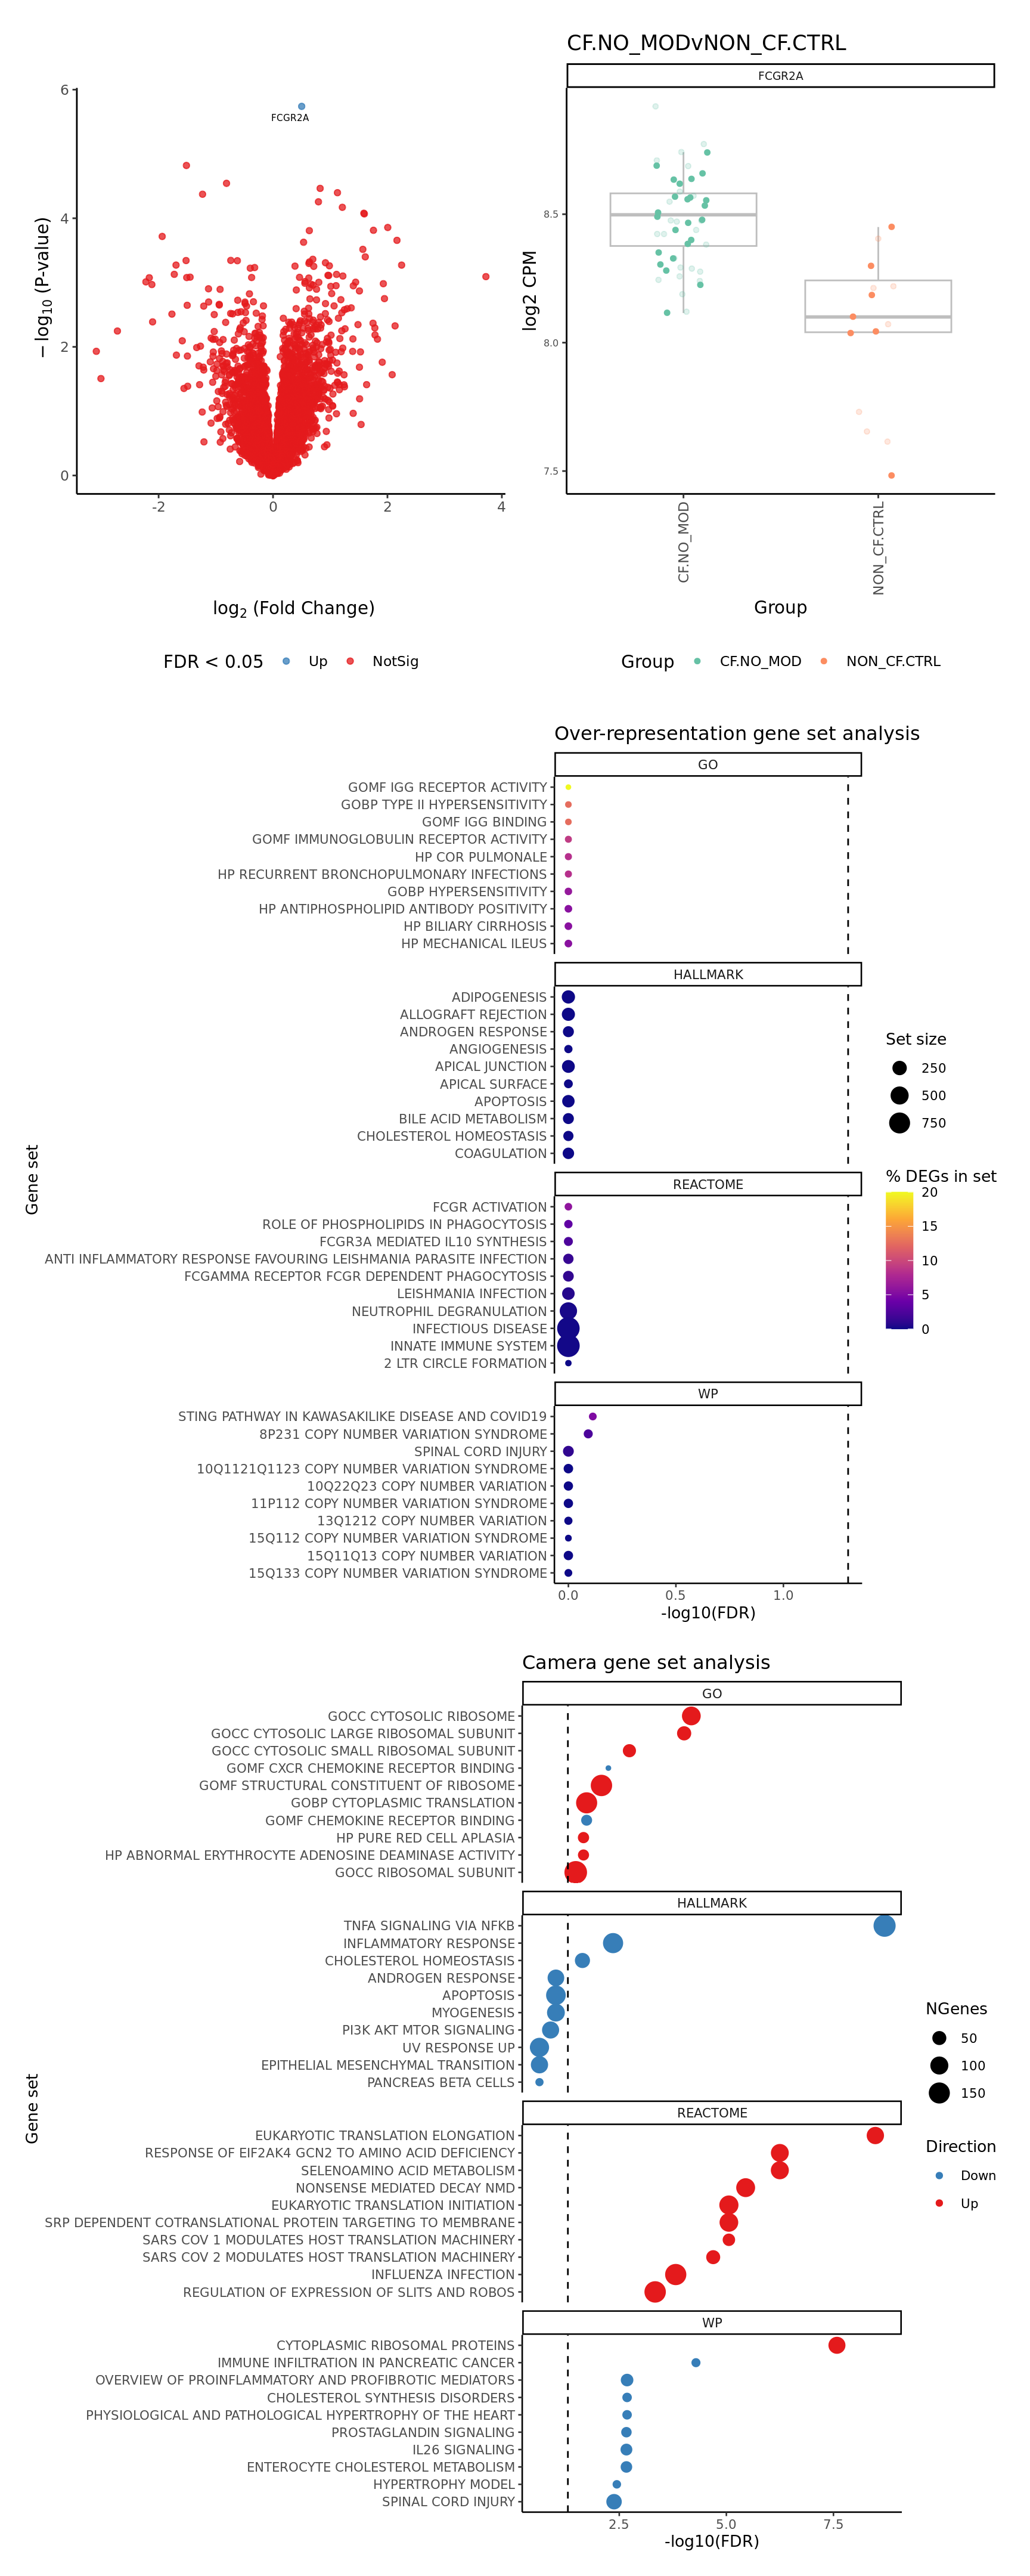 CF.NO_MODvNON_CF.CTRL
FCGR2A
6
4
2
0
− log10 (P-value)
FCGR2A
-2
0
2
4
log2 (Fold Change)
FDR < 0.05
Up
NotSig
8.5
8.0
7.5
log2 CPM
CF.NO_MOD
NON_CF.CTRL
Group
Group
CF.NO_MOD
NON_CF.CTRL
Over-representation gene set analysis
Gene set
GO
GOMF IGG RECEPTOR ACTIVITY
GOBP TYPE II HYPERSENSITIVITY
GOMF IGG BINDING
GOMF IMMUNOGLOBULIN RECEPTOR ACTIVITY
HP COR PULMONALE
HP RECURRENT BRONCHOPULMONARY INFECTIONS
GOBP HYPERSENSITIVITY
HP ANTIPHOSPHOLIPID ANTIBODY POSITIVITY
HP BILIARY CIRRHOSIS
HP MECHANICAL ILEUS
HALLMARK
ADIPOGENESIS
ALLOGRAFT REJECTION
ANDROGEN RESPONSE
ANGIOGENESIS
APICAL JUNCTION
APICAL SURFACE
APOPTOSIS
BILE ACID METABOLISM
CHOLESTEROL HOMEOSTASIS
COAGULATION
REACTOME
FCGR ACTIVATION
ROLE OF PHOSPHOLIPIDS IN PHAGOCYTOSIS
FCGR3A MEDIATED IL10 SYNTHESIS
ANTI INFLAMMATORY RESPONSE FAVOURING LEISHMANIA PARASITE INFECTION
FCGAMMA RECEPTOR FCGR DEPENDENT PHAGOCYTOSIS
LEISHMANIA INFECTION
NEUTROPHIL DEGRANULATION
INFECTIOUS DISEASE
INNATE IMMUNE SYSTEM
2 LTR CIRCLE FORMATION
WP
STING PATHWAY IN KAWASAKILIKE DISEASE AND COVID19
8P231 COPY NUMBER VARIATION SYNDROME
SPINAL CORD INJURY
10Q1121Q1123 COPY NUMBER VARIATION SYNDROME
10Q22Q23 COPY NUMBER VARIATION
11P112 COPY NUMBER VARIATION SYNDROME
13Q1212 COPY NUMBER VARIATION
15Q112 COPY NUMBER VARIATION SYNDROME
15Q11Q13 COPY NUMBER VARIATION
15Q133 COPY NUMBER VARIATION SYNDROME
0.0
0.5
1.0
-log10(FDR)
Set size
250
500
750
% DEGs in set
20
15
10
5
0
Camera gene set analysis
Gene set
GO
GOCC CYTOSOLIC RIBOSOME
GOCC CYTOSOLIC LARGE RIBOSOMAL SUBUNIT
GOCC CYTOSOLIC SMALL RIBOSOMAL SUBUNIT
GOMF CXCR CHEMOKINE RECEPTOR BINDING
GOMF STRUCTURAL CONSTITUENT OF RIBOSOME
GOBP CYTOPLASMIC TRANSLATION
GOMF CHEMOKINE RECEPTOR BINDING
HP PURE RED CELL APLASIA
HP ABNORMAL ERYTHROCYTE ADENOSINE DEAMINASE ACTIVITY
GOCC RIBOSOMAL SUBUNIT
HALLMARK
TNFA SIGNALING VIA NFKB
INFLAMMATORY RESPONSE
CHOLESTEROL HOMEOSTASIS
ANDROGEN RESPONSE
APOPTOSIS
MYOGENESIS
PI3K AKT MTOR SIGNALING
UV RESPONSE UP
EPITHELIAL MESENCHYMAL TRANSITION
PANCREAS BETA CELLS
REACTOME
EUKARYOTIC TRANSLATION ELONGATION
RESPONSE OF EIF2AK4 GCN2 TO AMINO ACID DEFICIENCY
SELENOAMINO ACID METABOLISM
NONSENSE MEDIATED DECAY NMD
EUKARYOTIC TRANSLATION INITIATION
SRP DEPENDENT COTRANSLATIONAL PROTEIN TARGETING TO MEMBRANE
SARS COV 1 MODULATES HOST TRANSLATION MACHINERY
SARS COV 2 MODULATES HOST TRANSLATION MACHINERY
INFLUENZA INFECTION
REGULATION OF EXPRESSION OF SLITS AND ROBOS
WP
CYTOPLASMIC RIBOSOMAL PROTEINS
IMMUNE INFILTRATION IN PANCREATIC CANCER
OVERVIEW OF PROINFLAMMATORY AND PROFIBROTIC MEDIATORS
CHOLESTEROL SYNTHESIS DISORDERS
PHYSIOLOGICAL AND PATHOLOGICAL HYPERTROPHY OF THE HEART
PROSTAGLANDIN SIGNALING
IL26 SIGNALING
ENTEROCYTE CHOLESTEROL METABOLISM
HYPERTROPHY MODEL
SPINAL CORD INJURY
2.5
5.0
7.5
-log10(FDR)
NGenes
50
100
150
Direction
Down
Up